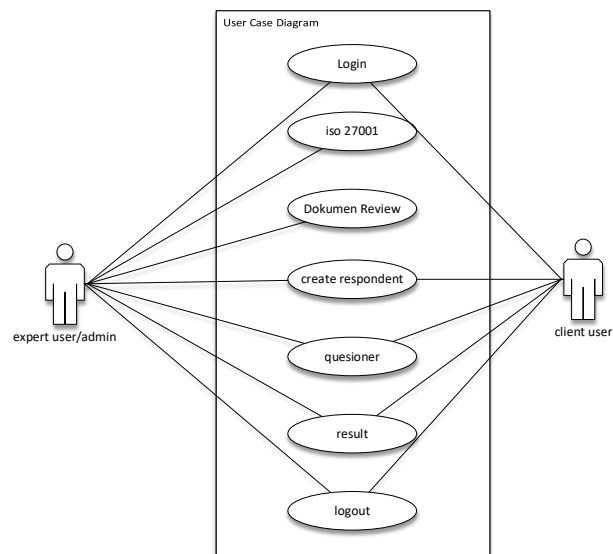 User Case Diagram
Login
iso 27001
Dokumen Review
create respondent
expert user/admin
client user
quesioner
result
logout